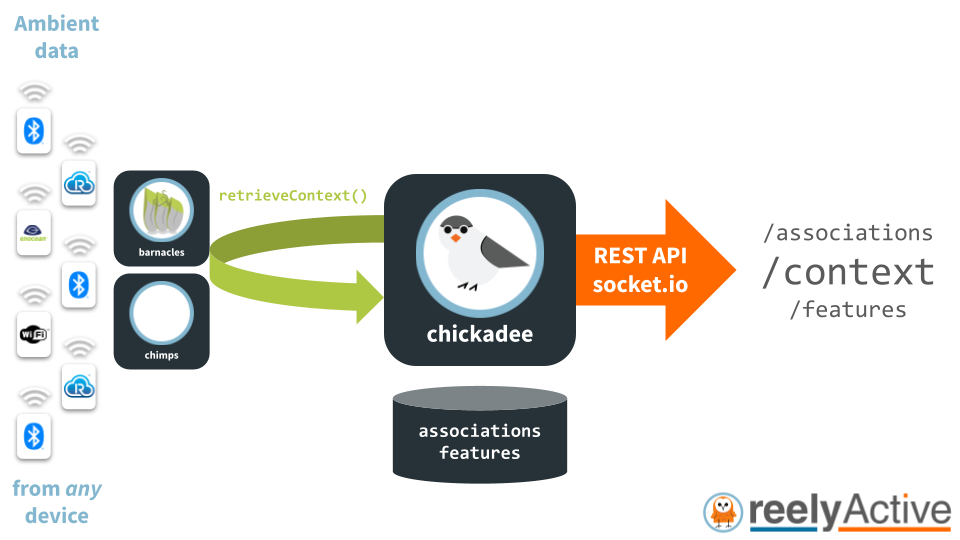 Ambient
data
R
enocean
WiFi
R
from any
device
barnacles
chimps
retrieveContext()
chickadee
associations
features
REST API
socket.io
/associations
/context
/features
reelyActive